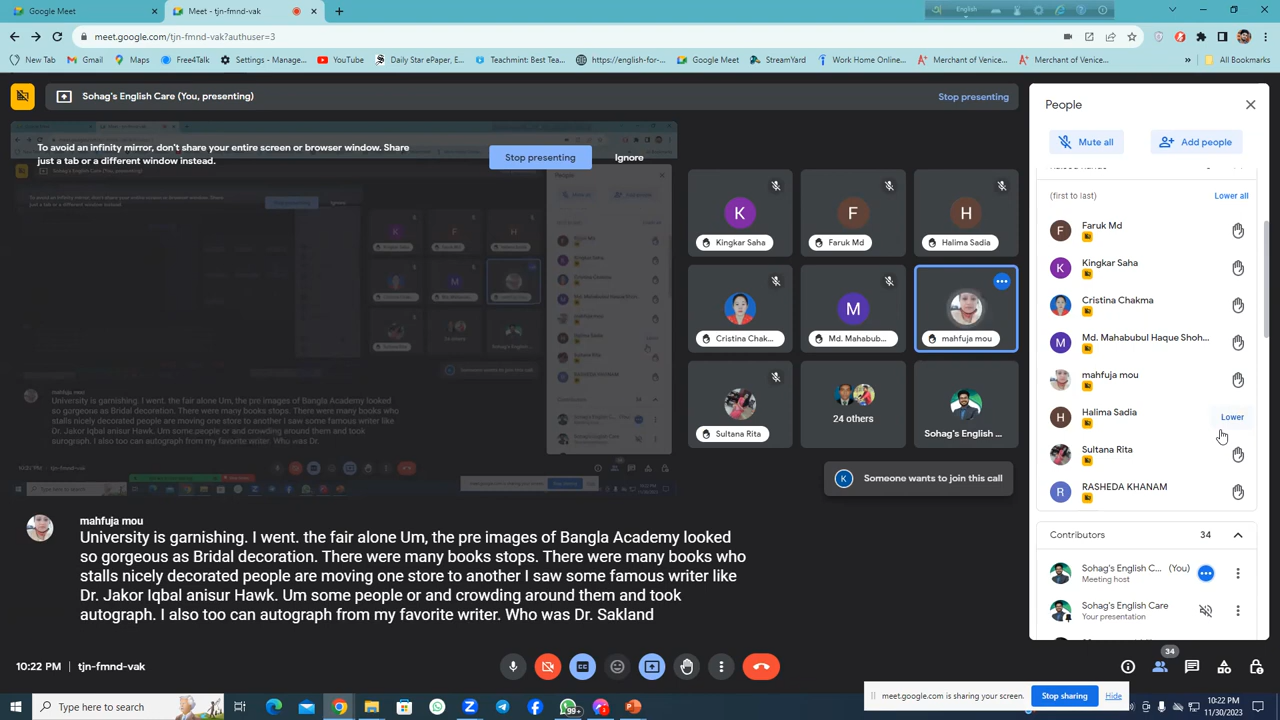 Google Meet
Meet - tjn-fmnd-vak
English
meet.google.com/tjn-fmnd-vak?authuser=3
New Tab
Gmail
Maps
Free4Talk
Settings - Manage...
YouTube
Daily Star ePaper, E...
Teachmint: Best Tea...
https://english-for-...
Google Meet
StreamYard
Work Home Online...
Merchant of Venice...
Merchant of Venice...
»
All Bookmarks
Sohag's English Care (You, presenting)
Stop presenting
To avoid an infinity mirror, don't share your entire screen or browser window. Share
just a tab or a different window instead.
Stop presenting
Ignore
K
Kingkar Saha
F
Faruk Md
H
Halima Sadia
Cristina Chak...
M
Md. Mahabub...
mahfuja mou
Sultana Rita
24 others
Sohag's English ...
K
Someone wants to join this call
mahfuja mou
University is garnishing. I went. the fair alone Um, the pre images of Bangla Academy looked
so gorgeous as Bridal decoration. There were many books stops. There were many books who
stalls nicely decorated people are moving one store to another I saw some famous writer like
Dr. Jakor Iqbal anisur Hawk. Um some people or and crowding around them and took
autograph. I also too can autograph from my favorite writer. Who was Dr. Sakland
People
Mute all
Add people
(first to last)
Lower all
F
Faruk Md
K
Kingkar Saha
Cristina Chakma
M
Md. Mahabubul Haque Shoh...
mahfuja mou
H
Halima Sadia
Lower
Sultana Rita
R
RASHEDA KHANAM
Contributors
34
Sohag's English C... (You)
Meeting host
Sohag's English Care
Your presentation
10:22 PM | tjn-fmnd-vak
CC
34
meet.google.com is sharing your screen.
Stop sharing
Hide
Type here to search
99+
10:22 PM
11/30/2023